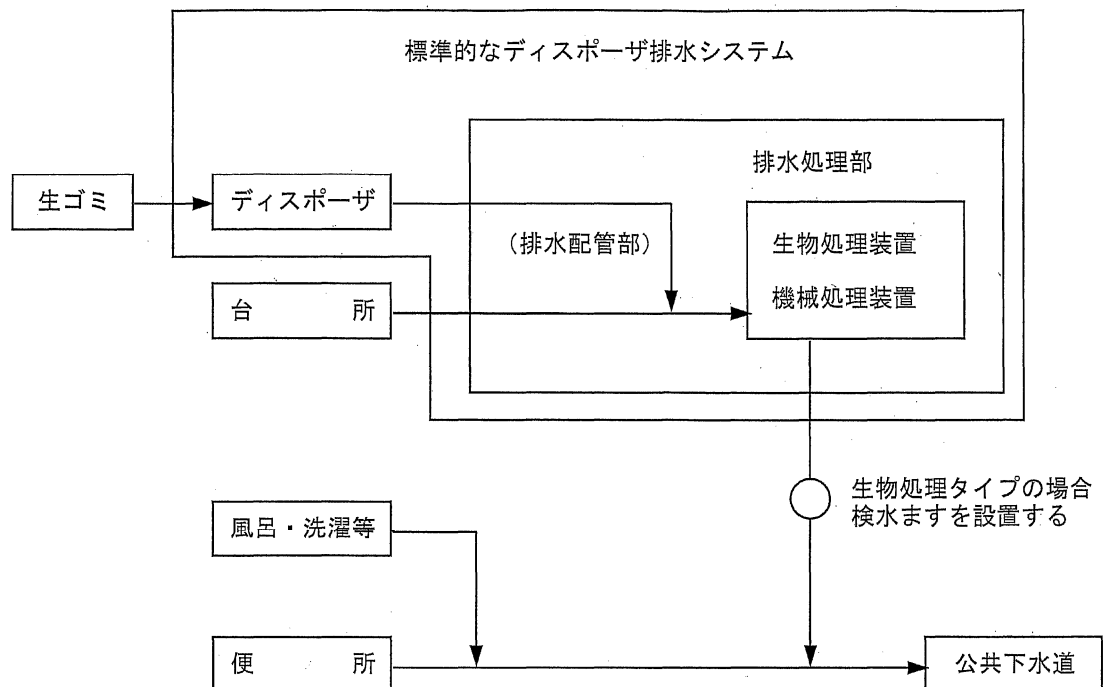 標準的なディスポーザ排水システム
排水処理部
生ゴミ
ディスポーザ
(排水配管部)
生物処理装置
機械処理装置
台 所
生物処理タイプの場合
検水ますを設置する
風呂・洗濯等
便 所
公共下水道